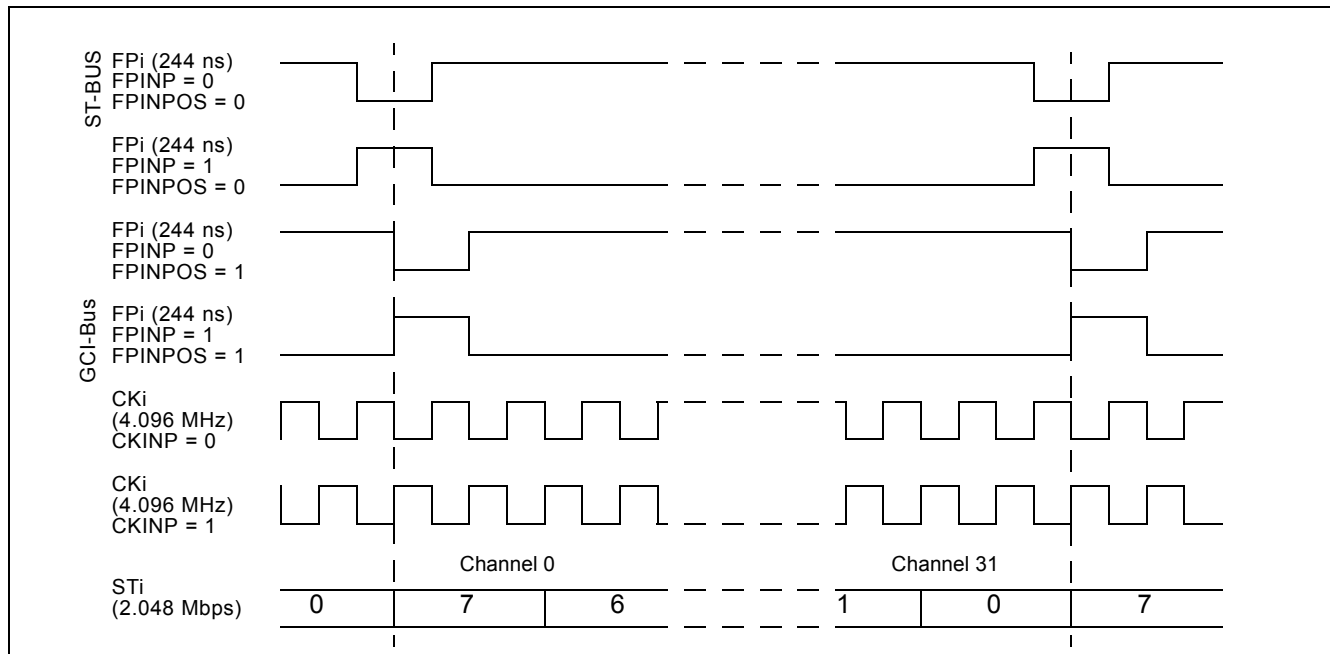 ST-BUS
FPi (244 ns)
FPINP = 0
FPINPOS = 0
FPi (244 ns)
FPINP = 1
FPINPOS = 0
FPi (244 ns)
FPINP = 0
FPINPOS = 1
GCI-Bus
FPi (244 ns)
FPINP = 1
FPINPOS = 1
CKi
(4.096 MHz)
CKINP = 0
CKi
(4.096 MHz)
CKINP = 1
Channel 0 Channel 31
STi
(2.048 Mbps)
0 7 6 1 0 7